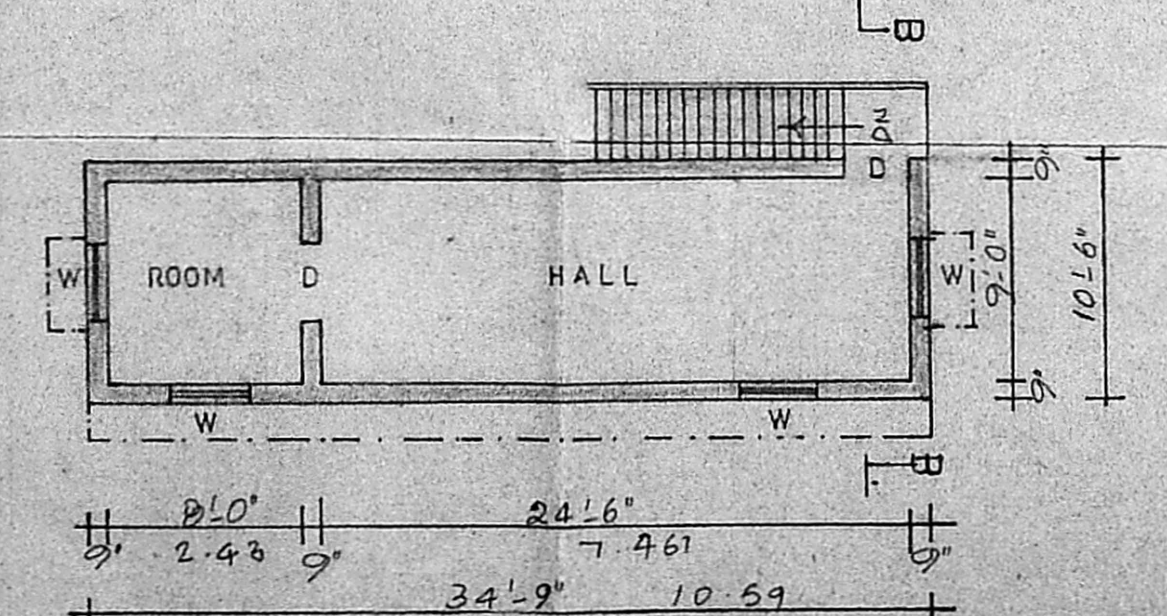 B
DN
D
9"
W
ROOM
D
HALL
W
9'-0"
10'-6"
9"
W
W
B
8'-0"
24'-6"
9"
2.43
9"
7.461
9"
34'-9"
10.59